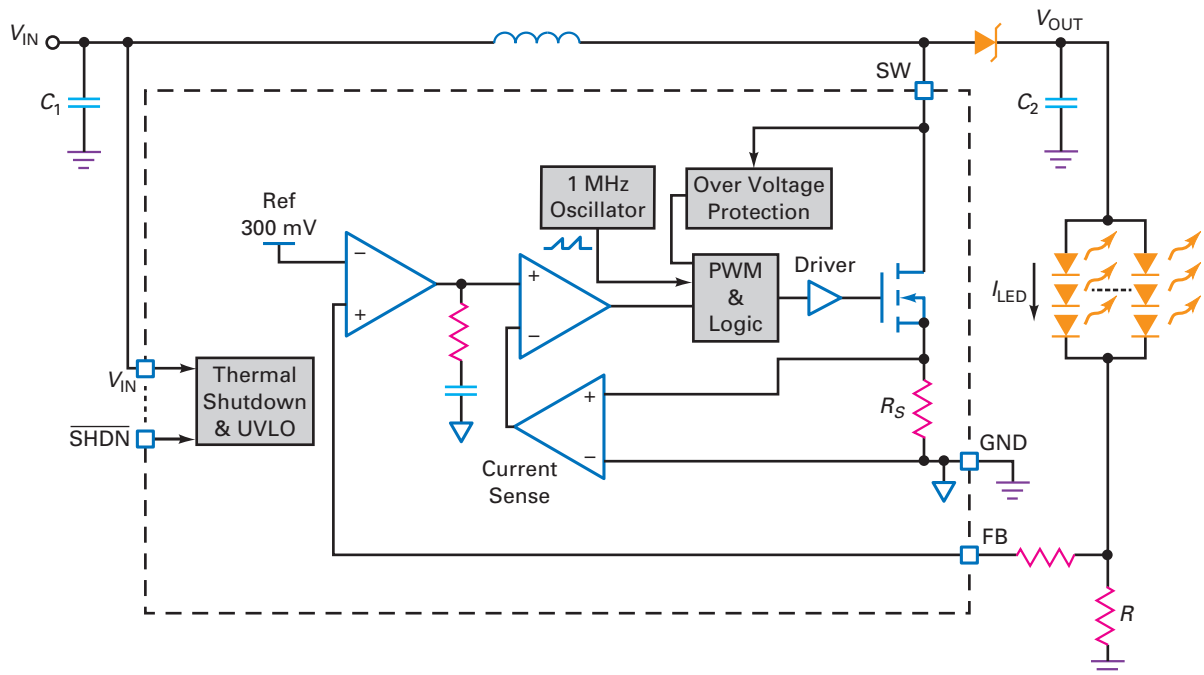 VIN
VOUT
SW
C1
C2
1 MHz
Oscillator
Over Voltage
Protection
Ref
300 mV
−
+
+
−
PWM
&
Logic
Driver
ILED
VIN
Thermal
Shutdown
& UVLO
SHDN
+
−
RS
Current
Sense
GND
FB
R